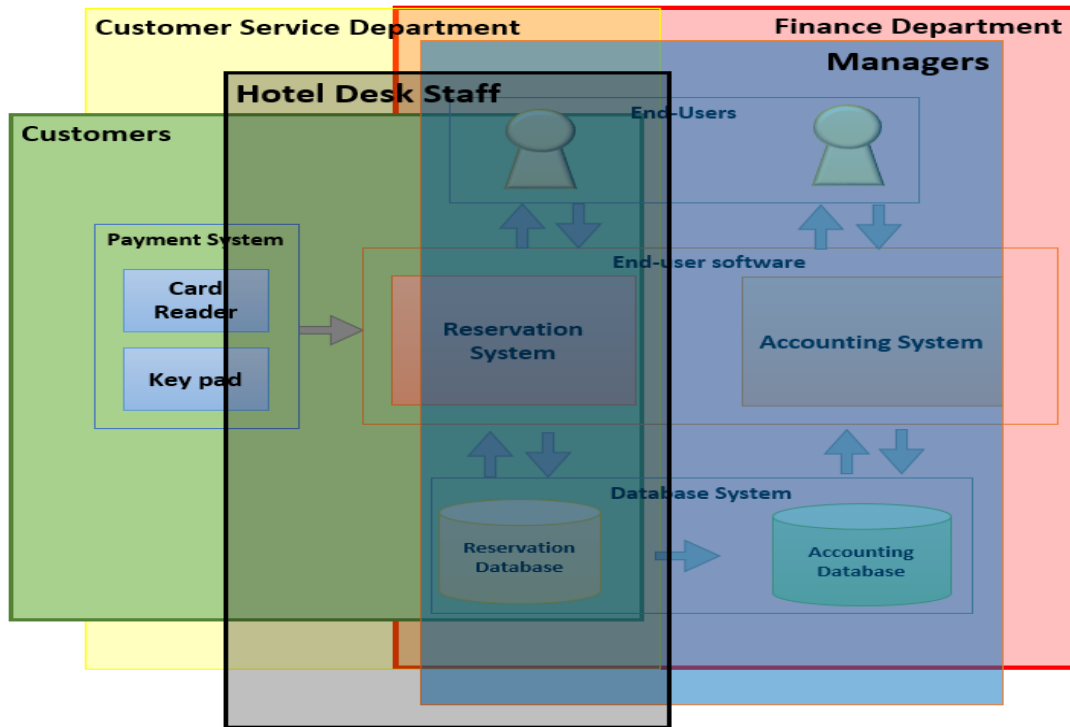 Customer Service Department
Finance Department
Managers
Hotel Desk Staff
End-Users
Customers
Payment System
End-user software
Card
Reader
Key pad
Reservation
System
Accounting System
Database System
Reservation
Database
Accounting
Database